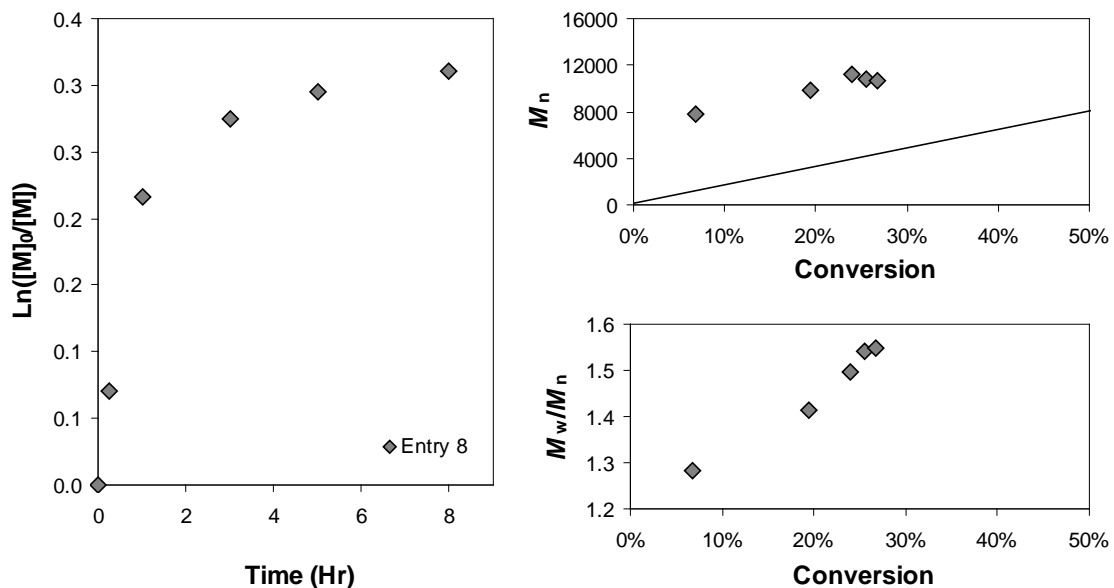 0.4
0.3
0.3
0.2
0.2
0.1
0.1
0.0
Ln([M]0/[M])
0 2 4 6 8
Time (Hr)
Entry 8
16000
12000
8000
4000
0
Mn
0% 10% 20% 30% 40% 50%
Conversion
1.6
1.5
1.4
1.3
1.2
Mw/Mn
0% 10% 20% 30% 40% 50%
Conversion